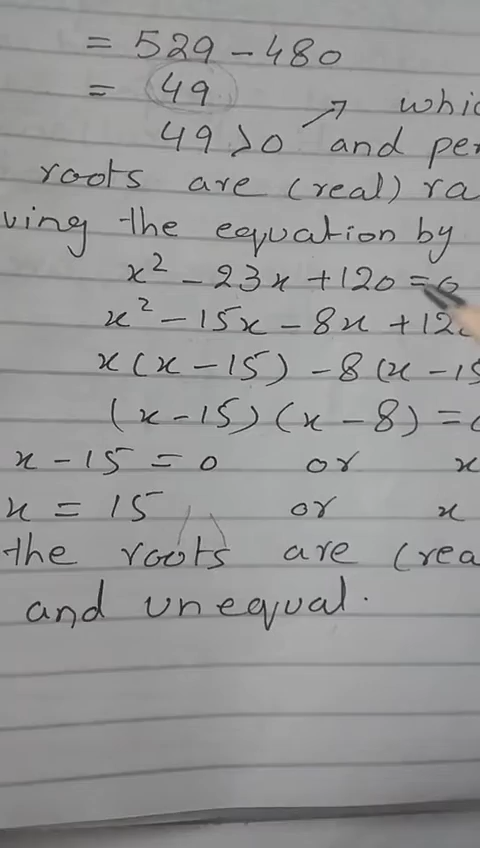 = 529 - 480
= 49
49 > 0 → whic
and per
roots are (real) ra
ving the equation by
x² - 23x + 120 = 0
x² - 15x - 8x + 12
x(x - 15) - 8(x - 15
(x - 15)(x - 8) =
x - 15 = 0 or x
x = 15 or x
the roots are (rea
and unequal.